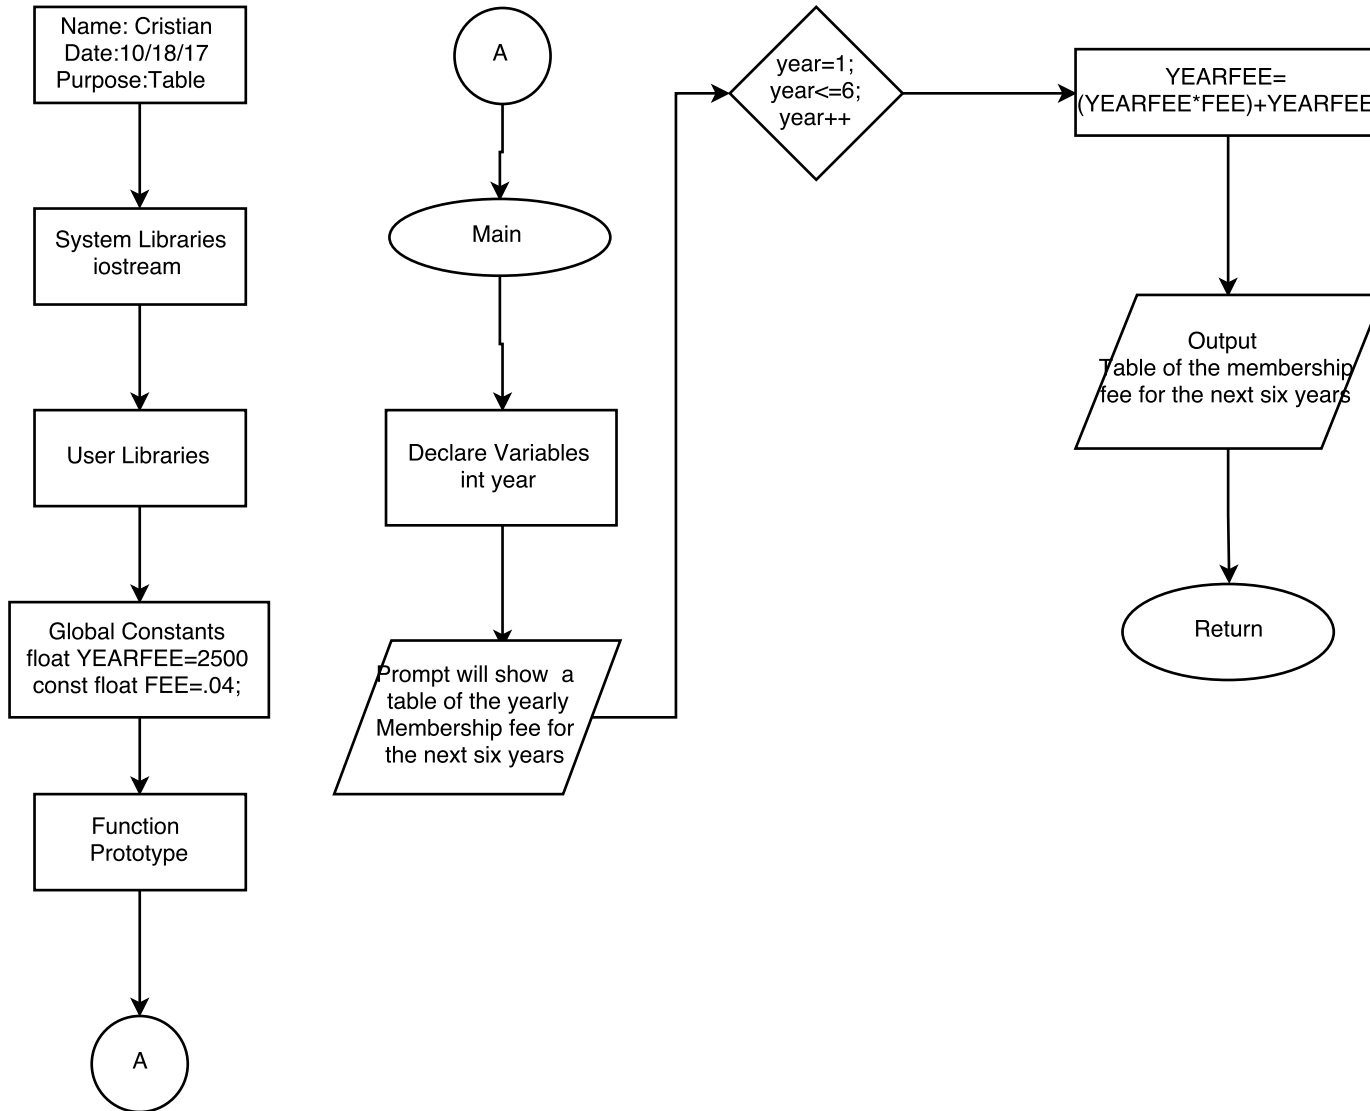 Name: Cristian
Date:10/18/17
Purpose:Table
System Libraries
iostream
User Libraries
Global Constants
float YEARFEE=2500
const float FEE=.04;
Function
Prototype
A
A
Main
Declare Variables
int year
Prompt will show a
table of the yearly
Membership fee for
the next six years
year=1;
year<=6;
year++
YEARFEE=
(YEARFEE*FEE)+YEARFEE
Output
Table of the membership
fee for the next six years
Return